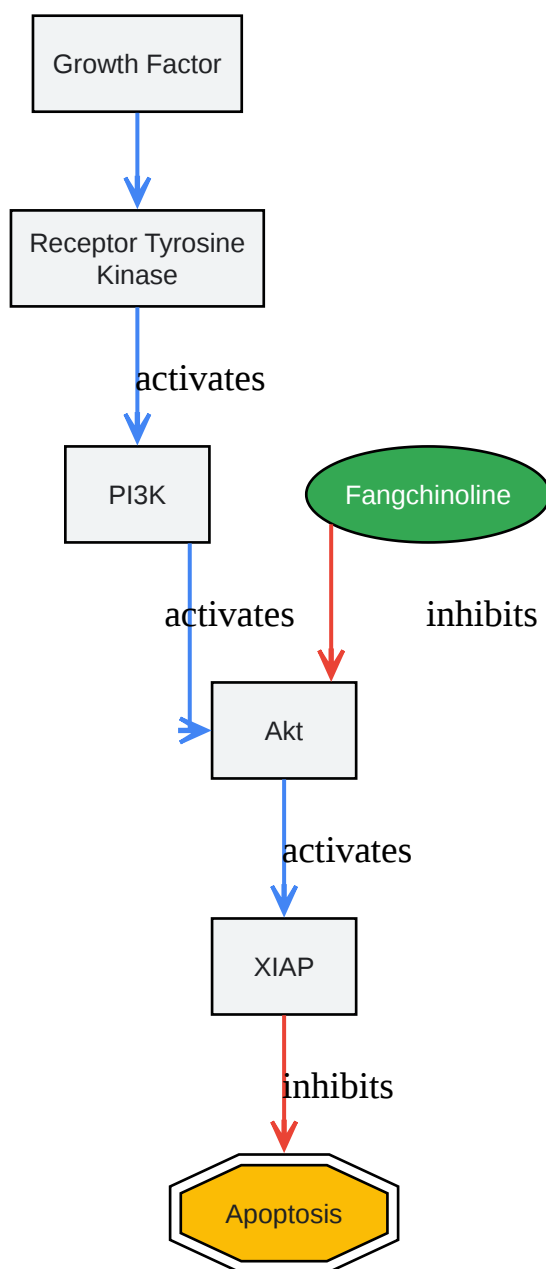 Growth Factor
Receptor Tyrosine
Kinase
activates
PI3K
Fangchinoline
activates
inhibits
Akt
activates
XIAP
inhibits
Apoptosis